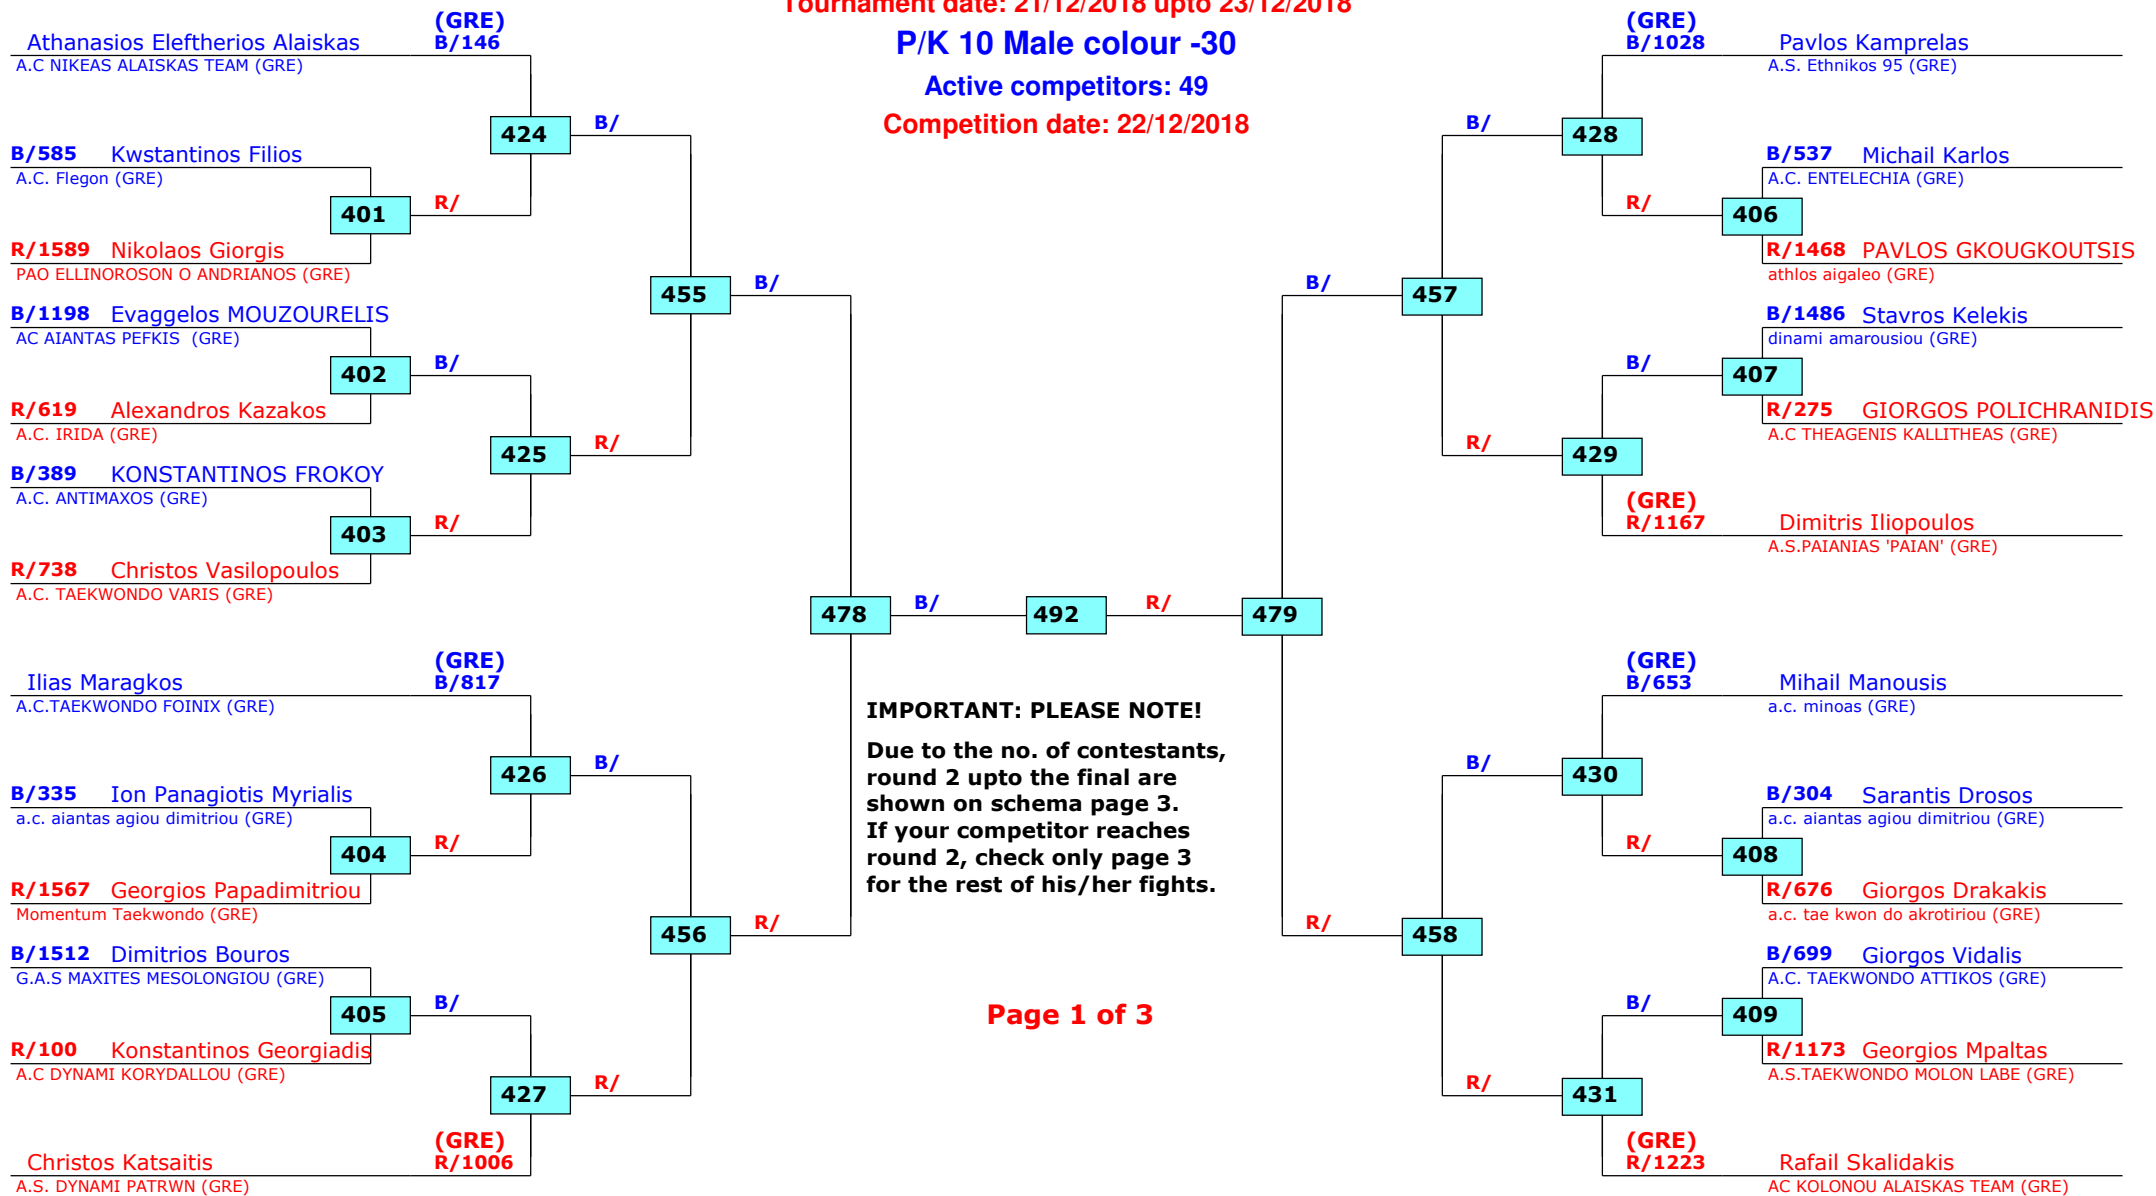 Tournament date: 21/12/2018 upto 23/12/2018
P/K 10 Male colour -30
Active competitors: 49
Competition date: 22/12/2018
(GRE)
Athanasios Eleftherios Alaiskas B/146
A.C NIKEAS ALAISKAS TEAM (GRE)
424 B/
B/585 Kwstantinos Filios
A.C. Flegon (GRE)
401 R/
R/1589 Nikolaos Giorgis
PAO ELLINOROSON O ANDRIANOS (GRE)
455 B/
B/1198 Evaggelos MOUZOURELIS
AC AIANTAS PEFKIS (GRE)
402 B/
R/619 Alexandros Kazakos
A.C. IRIDA (GRE)
425 R/
B/389 KONSTANTINOS FROKOY
A.C. ANTIMAXOS (GRE)
403 R/
R/738 Christos Vasilopoulos
A.C. TAEKWONDO VARIS (GRE)
478 B/ 492 R/ 479
(GRE)
Ilias Maragkos B/817
A.C.TAEKWONDO FOINIX (GRE)
426 B/
B/335 Ion Panagiotis Myrialis
a.c. aiantas agiou dimitriou (GRE)
404 R/
R/1567 Georgios Papadimitriou
Momentum Taekwondo (GRE)
456 R/
B/1512 Dimitrios Bouros
G.A.S MAXITES MESOLONGIOU (GRE)
405 B/
R/100 Konstantinos Georgiadis
A.C DYNAMI KORYDALLOU (GRE)
427 R/
(GRE)
Christos Katsaitis R/1006
A.S. DYNAMI PATRWN (GRE)
IMPORTANT: PLEASE NOTE!
Due to the no. of contestants,
round 2 upto the final are
shown on schema page 3.
If your competitor reaches
round 2, check only page 3
for the rest of his/her fights.
Page 1 of 3
(GRE)
B/1028 Pavlos Kamprelas
A.S. Ethnikos 95 (GRE)
B/ 428
B/537 Michail Karlos
A.C. ENTELECHIA (GRE)
R/ 406
R/1468 PAVLOS GKOUGKOUTSIS
athlos aigaleo (GRE)
B/ 457
B/1486 Stavros Kelekis
dinami amarousiou (GRE)
B/ 407
R/275 GIORGOS POLICHRANIDIS
A.C THEAGENIS KALLITHEAS (GRE)
R/ 429
(GRE)
R/1167 Dimitris Iliopoulos
A.S.PAIANIAS 'PAIAN' (GRE)
(GRE)
B/653 Mihail Manousis
a.c. minoas (GRE)
B/ 430
B/304 Sarantis Drosos
a.c. aiantas agiou dimitriou (GRE)
R/ 408
R/676 Giorgos Drakakis
a.c. tae kwon do akrotiriou (GRE)
R/ 458
B/699 Giorgos Vidalis
A.C. TAEKWONDO ATTIKOS (GRE)
B/ 409
R/1173 Georgios Mpaltas
A.S.TAEKWONDO MOLON LABE (GRE)
R/ 431
(GRE)
R/1223 Rafail Skalidakis
AC KOLONOU ALAISKAS TEAM (GRE)